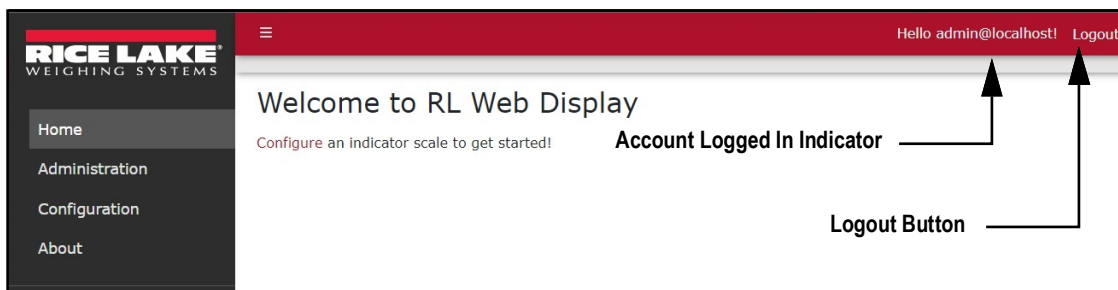 RICE LAKE®
WEIGHING SYSTEMS
Home
Administration
Configuration
About
☰
Hello admin@localhost! Logout
Welcome to RL Web Display
Configure an indicator scale to get started!
Account Logged In Indicator
Logout Button